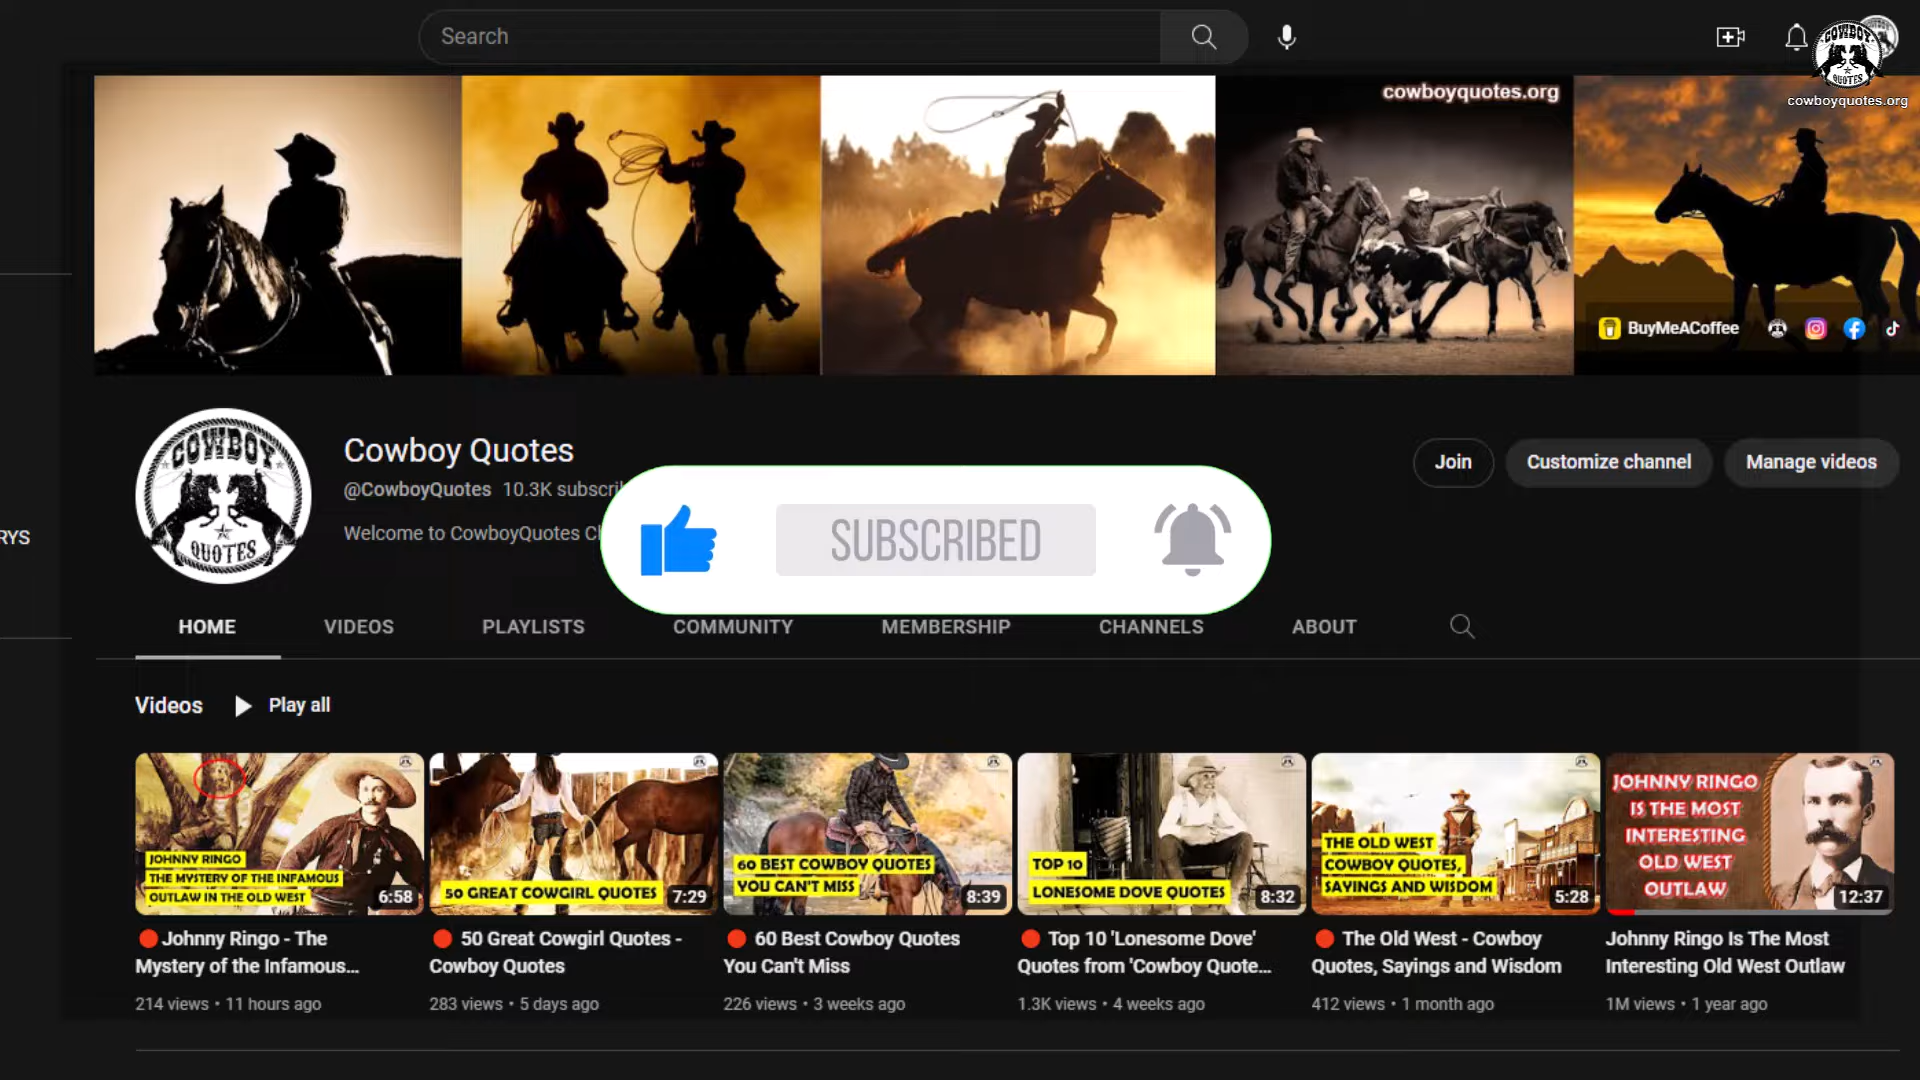 Search
COWBOY
QUOTES
cowboyquotes.org
cowboyquotes.org
BuyMeACoffee
COWBOY
QUOTES
Cowboy Quotes
@CowboyQuotes 10.3K
Welcome to CowboyQuotes
Join
Customize channel
Manage videos
SUBSCRIBED
RYS
HOME
VIDEOS
PLAYLISTS
COMMUNITY
MEMBERSHIP
CHANNELS
ABOUT
Videos
Play all
JOHNNY RINGO
THE MYSTERY OF THE INFAMOUS
OUTLAW IN THE OLD WEST
6:58
50 GREAT COWGIRL QUOTES
7:29
60 BEST COWBOY QUOTES
YOU CAN'T MISS
8:39
TOP 10
LONESOME DOVE QUOTES
8:32
THE OLD WEST
COWBOY QUOTES,
SAYINGS AND WISDOM
5:28
JOHNNY RINGO
IS THE MOST
INTERESTING
OLD WEST
OUTLAW
12:37
Johnny Ringo - The
Mystery of the Infamous...
214 views • 11 hours ago
50 Great Cowgirl Quotes -
Cowboy Quotes
283 views • 5 days ago
60 Best Cowboy Quotes
You Can't Miss
226 views • 3 weeks ago
Top 10 'Lonesome Dove'
Quotes from 'Cowboy Quote...
1.3K views • 4 weeks ago
The Old West - Cowboy
Quotes, Sayings and Wisdom
412 views • 1 month ago
Johnny Ringo Is The Most
Interesting Old West Outlaw
1M views • 1 year ago